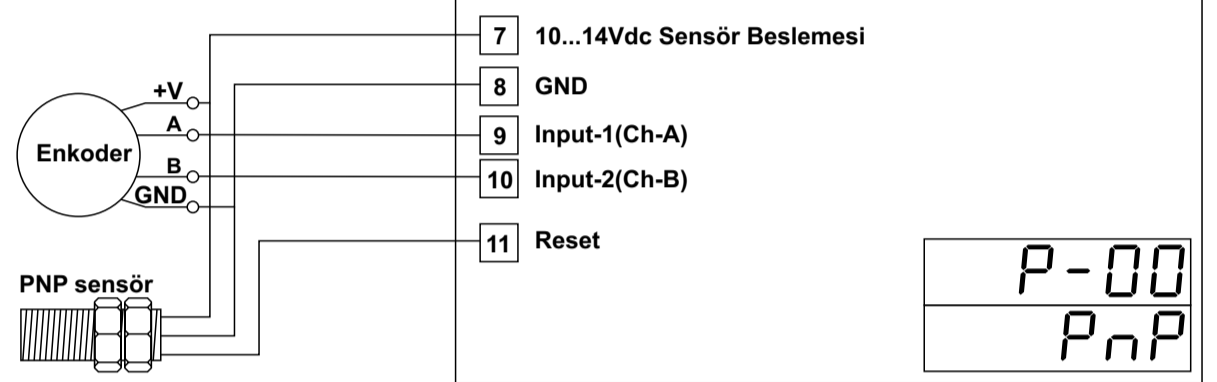 7 10...14Vdc Sensör Beslemesi
+V
8 GND
A
9 Input-1(Ch-A)
Enkoder
B
10 Input-2(Ch-B)
GND
11 Reset
PNP sensör
P-00
PnP